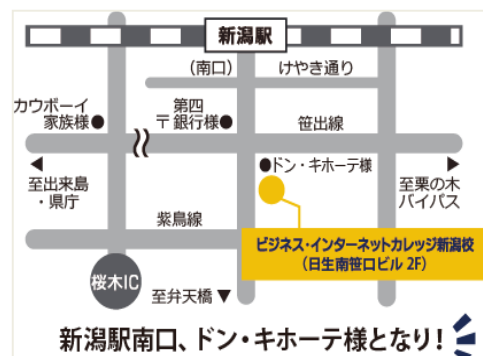 新潟駅
(南口)
けやき通り
カウボーイ
家族様●
第四
〒銀行様●
笹出線
●ドン・キホーテ様
◀
至出来島
・県庁
▶
至栗の木
バイパス
紫鳥線
ビジネス・インターネットカレッジ新潟校
(日生南笹口ビル 2F)
桜木IC
至弁天橋▼
新潟駅南口、ドン・キホーテ様となり!